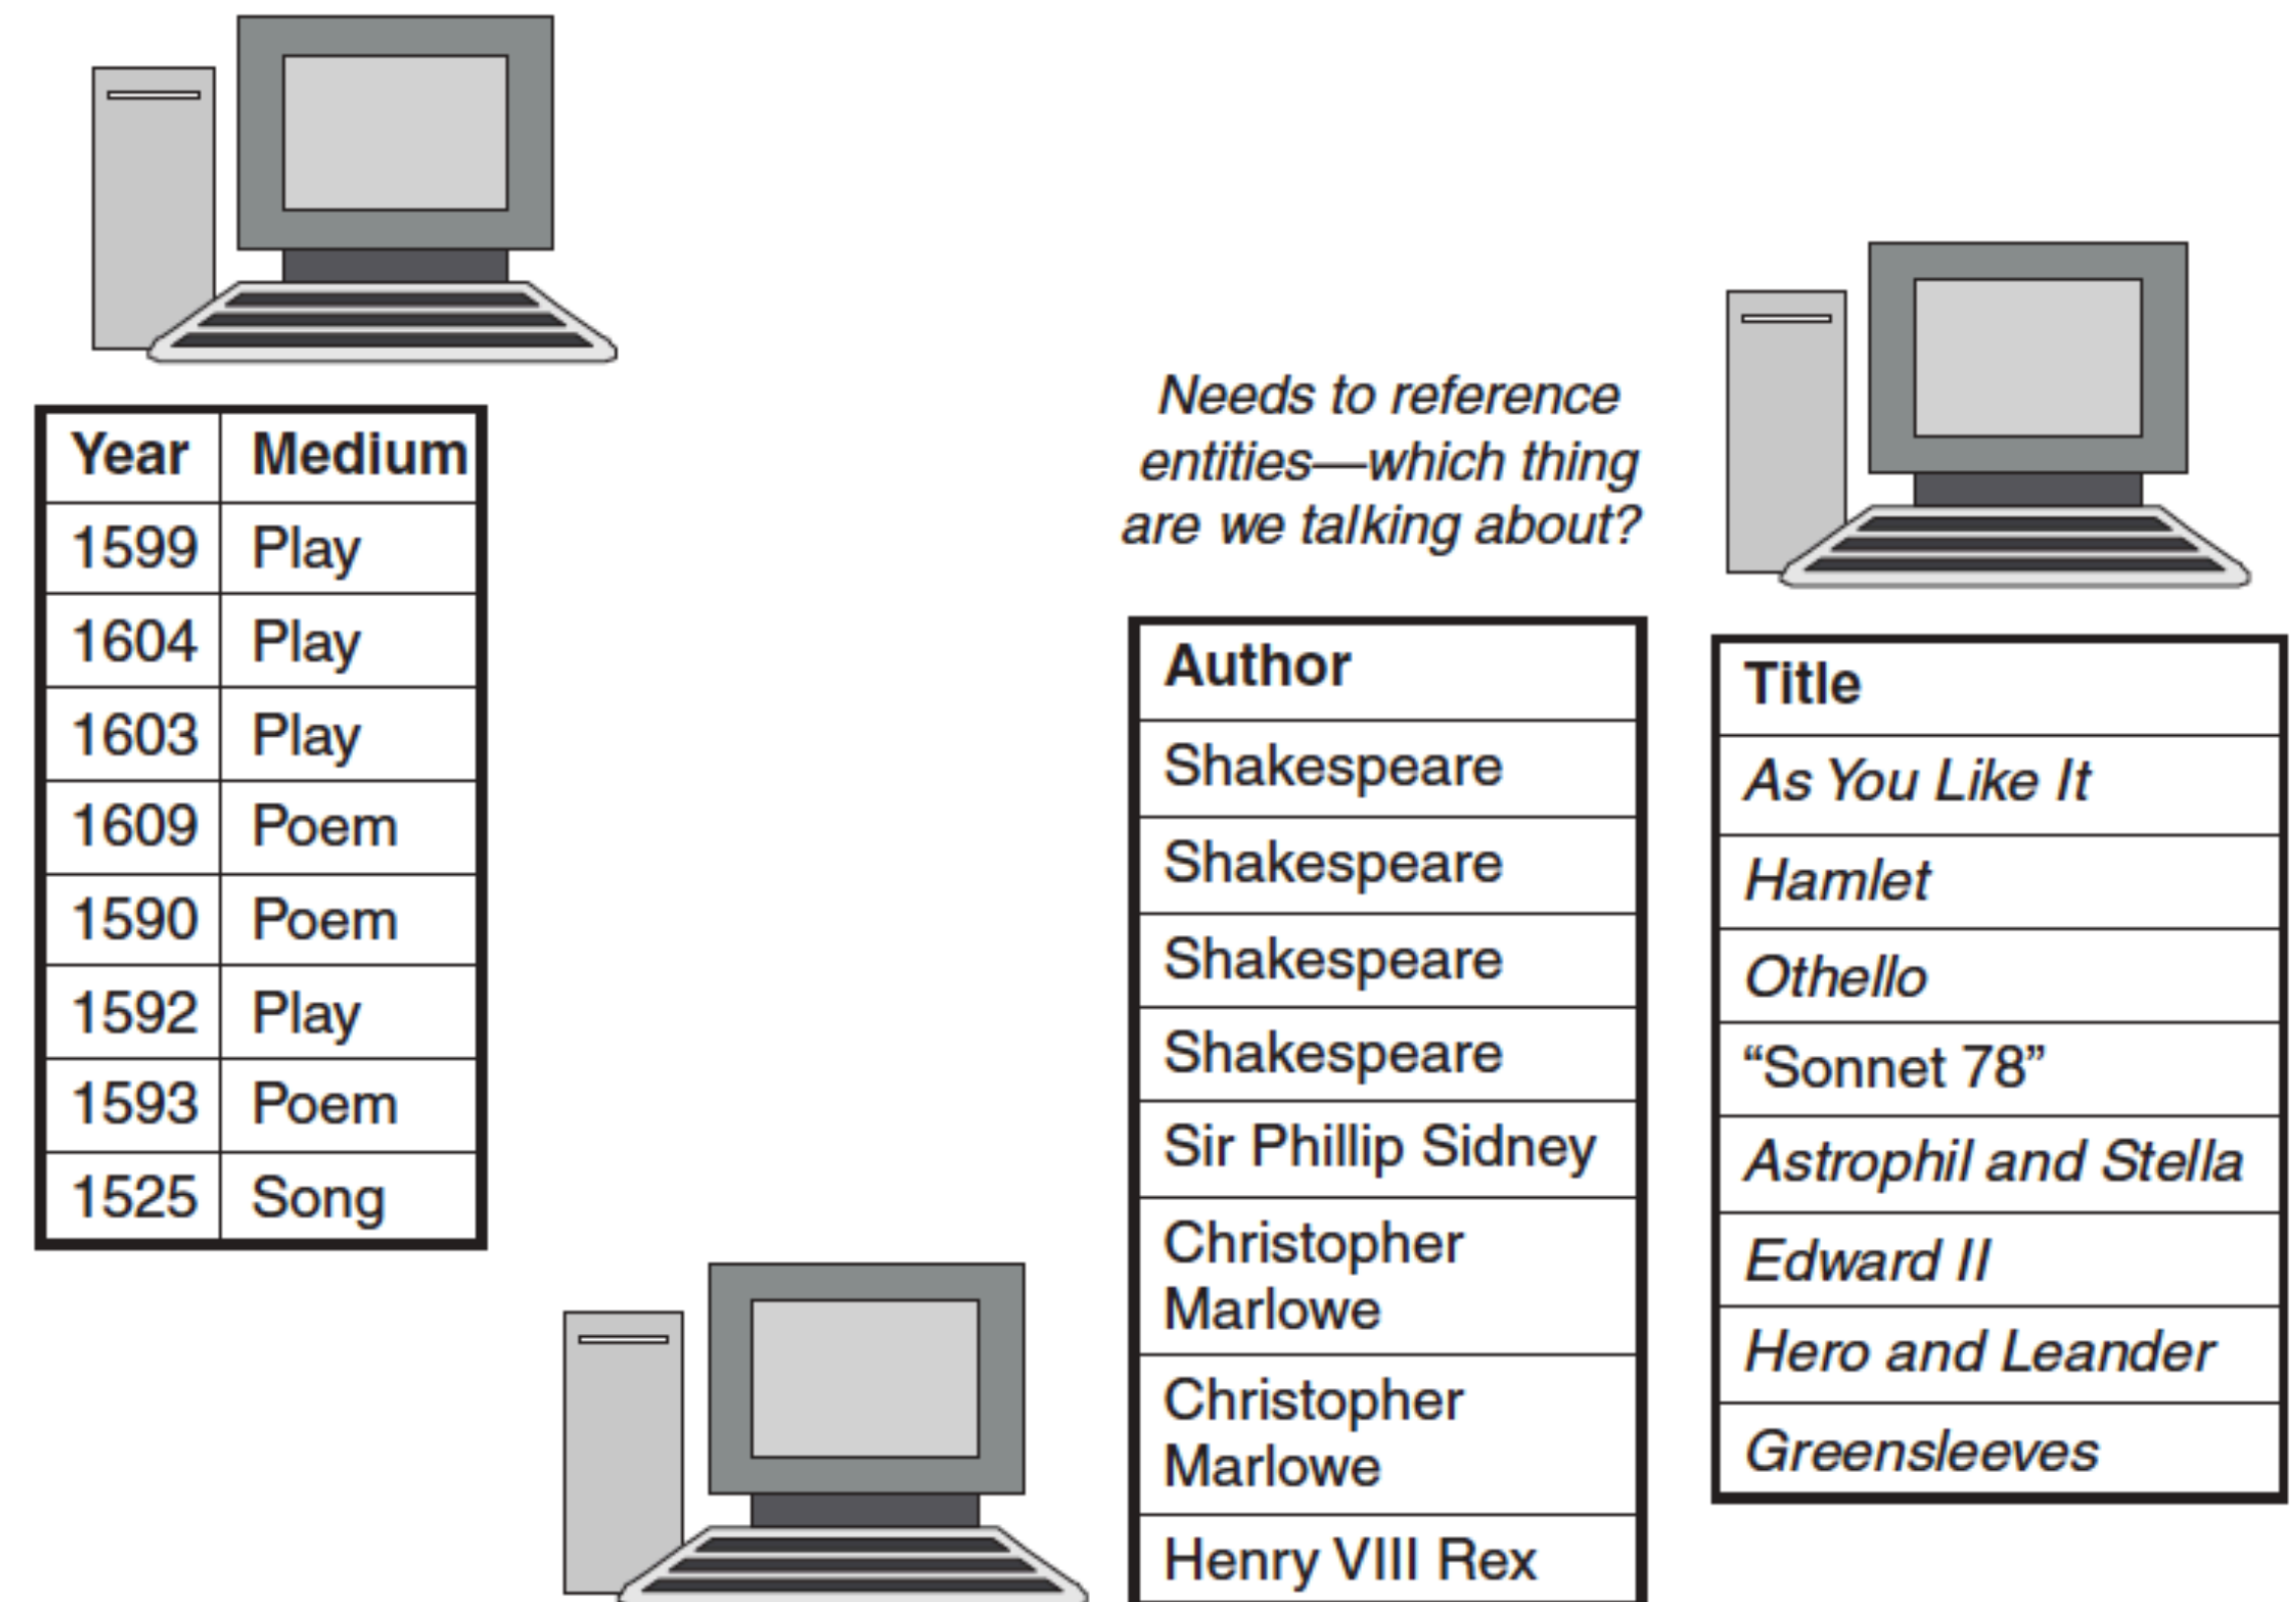 Year Medium
1599 Play
1604 Play
1603 Play
1609 Poem
1590 Poem
1592 Play
1593 Poem
1525 Song
Needs to reference
entities—which thing
are we talking about?
Author
Shakespeare
Shakespeare
Shakespeare
Shakespeare
Sir Phillip Sidney
Christopher
Marlowe
Christopher
Marlowe
Henry VIII Rex
Title
As You Like It
Hamlet
Othello
“Sonnet 78”
Astrophil and Stella
Edward II
Hero and Leander
Greensleeves